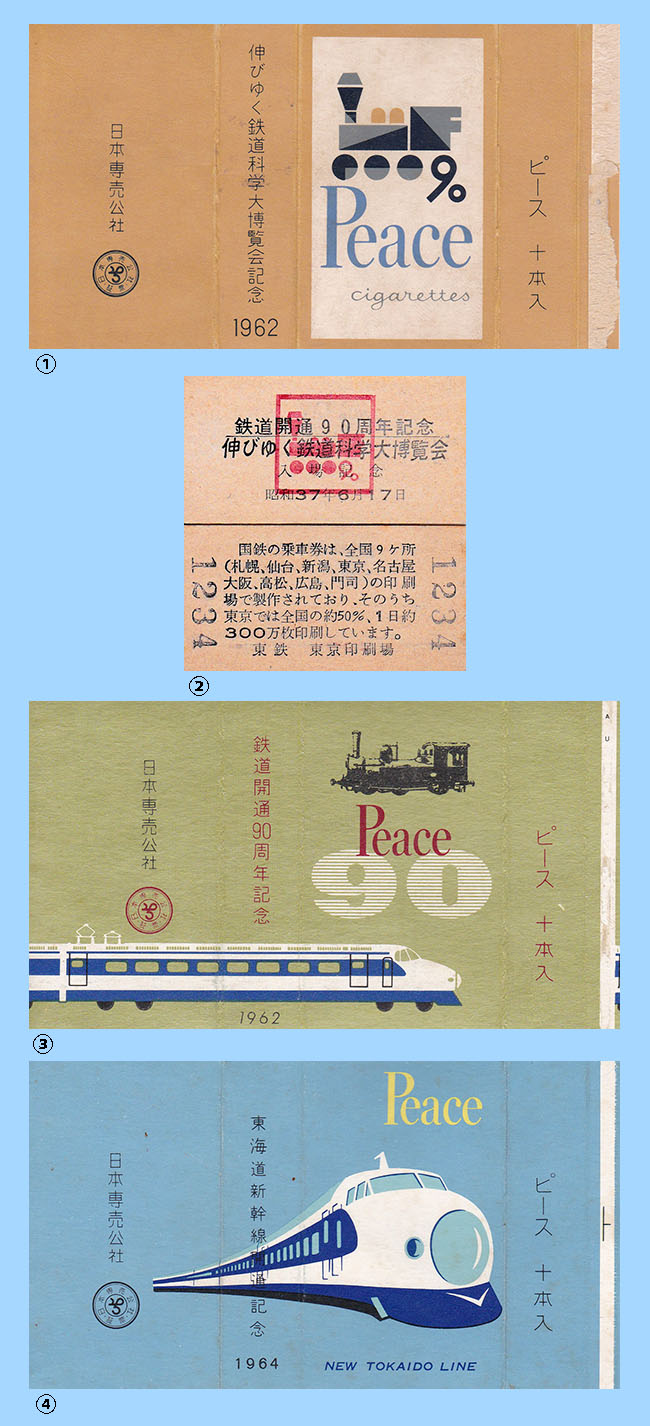 日本専売公社
伸びゆく鉄道科学大博覧会記念
1962
90
Peace
cigarettes
ピース 十本入
①
鉄道開通90周年記念
伸びゆく鉄道科学大博覧会
入場記念
昭和37年6月17日
1234
国鉄の乗車券は、全国9ケ所
(札幌、仙台、新潟、東京、名古屋
大阪、高松、広島、門司)の印刷
場で製作されており、そのうち
東京では全国の約50%、1日約
300万枚印刷しています。
東鉄 東京印刷場
1234
②
日本専売公社
鉄道開通90周年記念
1962
Peace
90
ピース 十本入
A
U
③
日本専売公社
東海道新幹線開通記念
1964
Peace
NEW TOKAIDO LINE
ピース 十本入
④